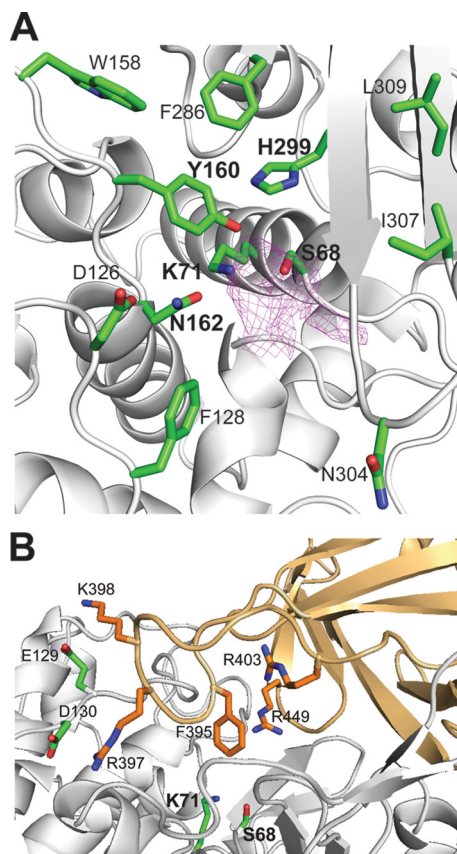 A
W158
F286
L309
H299
Y160
I307
K71
S68
D126
N162
F128
N304
B
K398
E129
R403
D130
R449
F395
R397
K71
S68